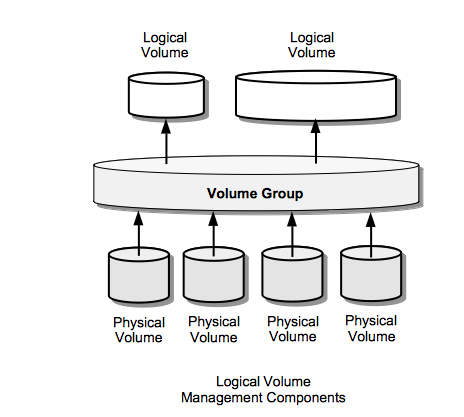 Logical
Volume
Logical
Volume
Volume Group
Physical
Volume
Physical
Volume
Physical
Volume
Physical
Volume
Logical Volume
Management Components